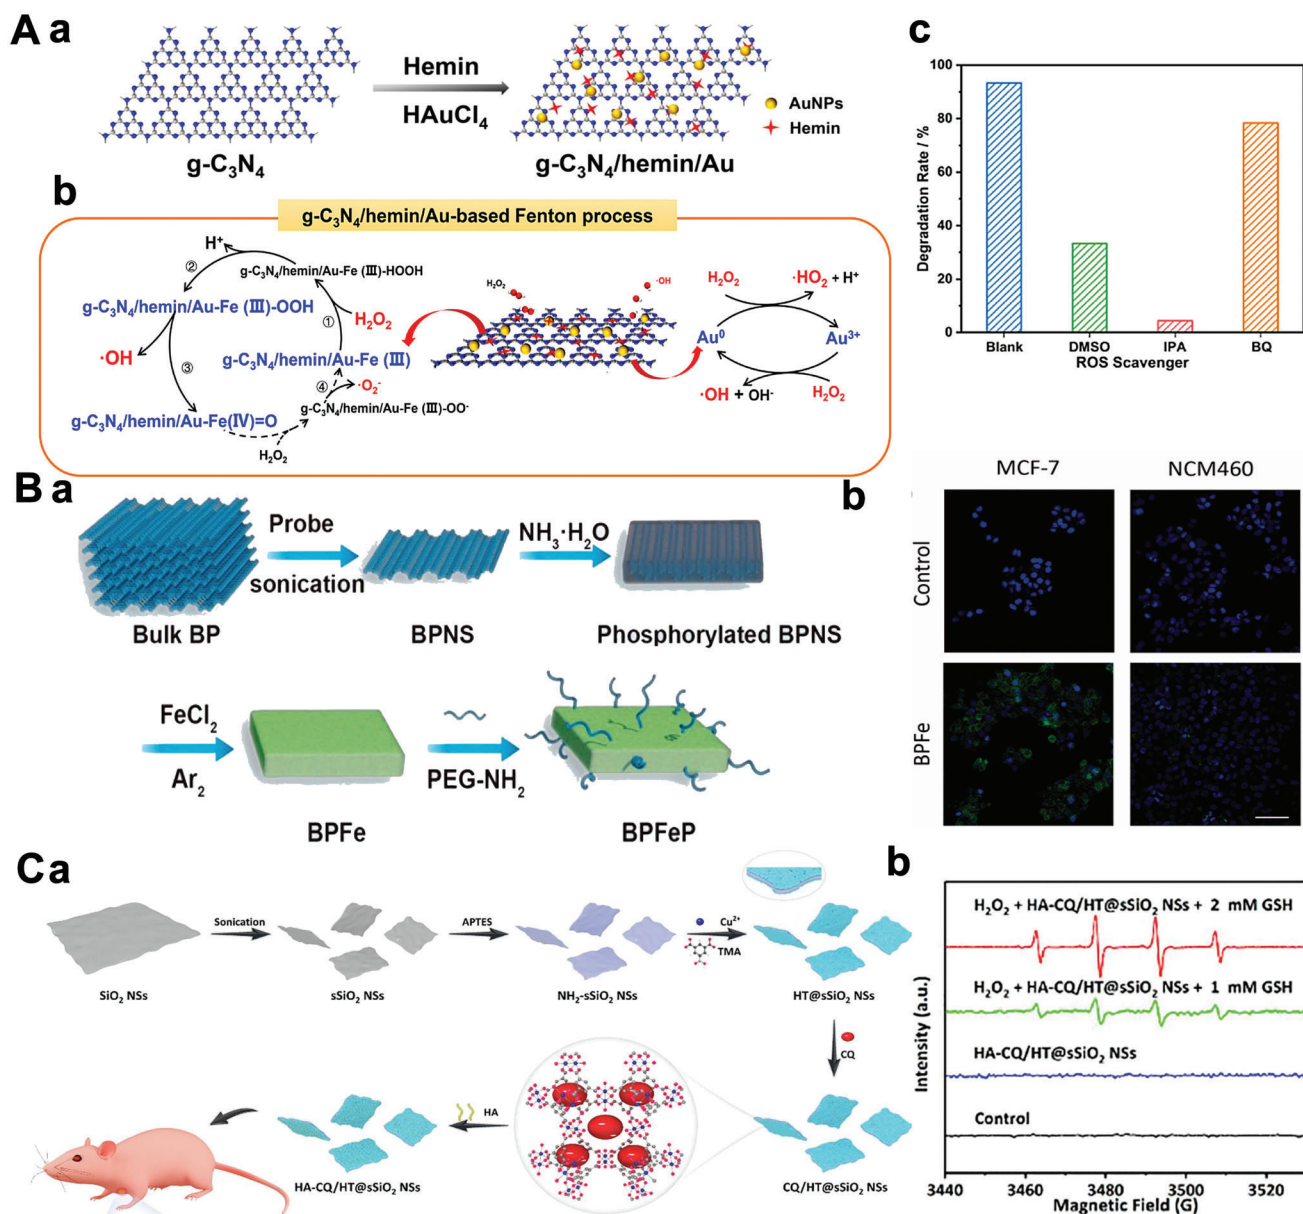 A a
Hemin
HAuCl4
AuNPs
Hemin
g-C3N4
g-C3N4/hemin/Au
c
100
80
60
40
20
0
Degradation Rate / %
Blank
DMSO
IPA
BQ
ROS Scavenger
b
g-C3N4/hemin/Au-based Fenton process
H+
②
g-C3N4/hemin/Au-Fe (Ⅲ)-HOOH
g-C3N4/hemin/Au-Fe (Ⅲ)-OOH
①
H2O2
·OH
③
g-C3N4/hemin/Au-Fe (Ⅲ)
④
·O2-
g-C3N4/hemin/Au-Fe (Ⅲ)-OO-
g-C3N4/hemin/Au-Fe(IV)=O
H2O2
H2O2
·OH
H2O2
·HO2 + H+
Au0
Au3+
·OH + OH-
H2O2
B a
Probe
sonication
NH3·H2O
Bulk BP
BPNS
Phosphorylated BPNS
FeCl2
Ar2
PEG-NH2
BPFe
BPFeP
b
MCF-7
NCM460
Control
BPFe
C a
Sonication
APTES
Cu2+
TMA
SiO2 NSs
sSiO2 NSs
NH2-sSiO2 NSs
HT@sSiO2 NSs
CQ
HA
HA-CQ/HT@sSiO2 NSs
CQ/HT@sSiO2 NSs
b
H2O2 + HA-CQ/HT@sSiO2 NSs + 2 mM GSH
H2O2 + HA-CQ/HT@sSiO2 NSs + 1 mM GSH
HA-CQ/HT@sSiO2 NSs
Control
Intensity (a.u.)
3440
3460
3480
3500
3520
Magnetic Field (G)